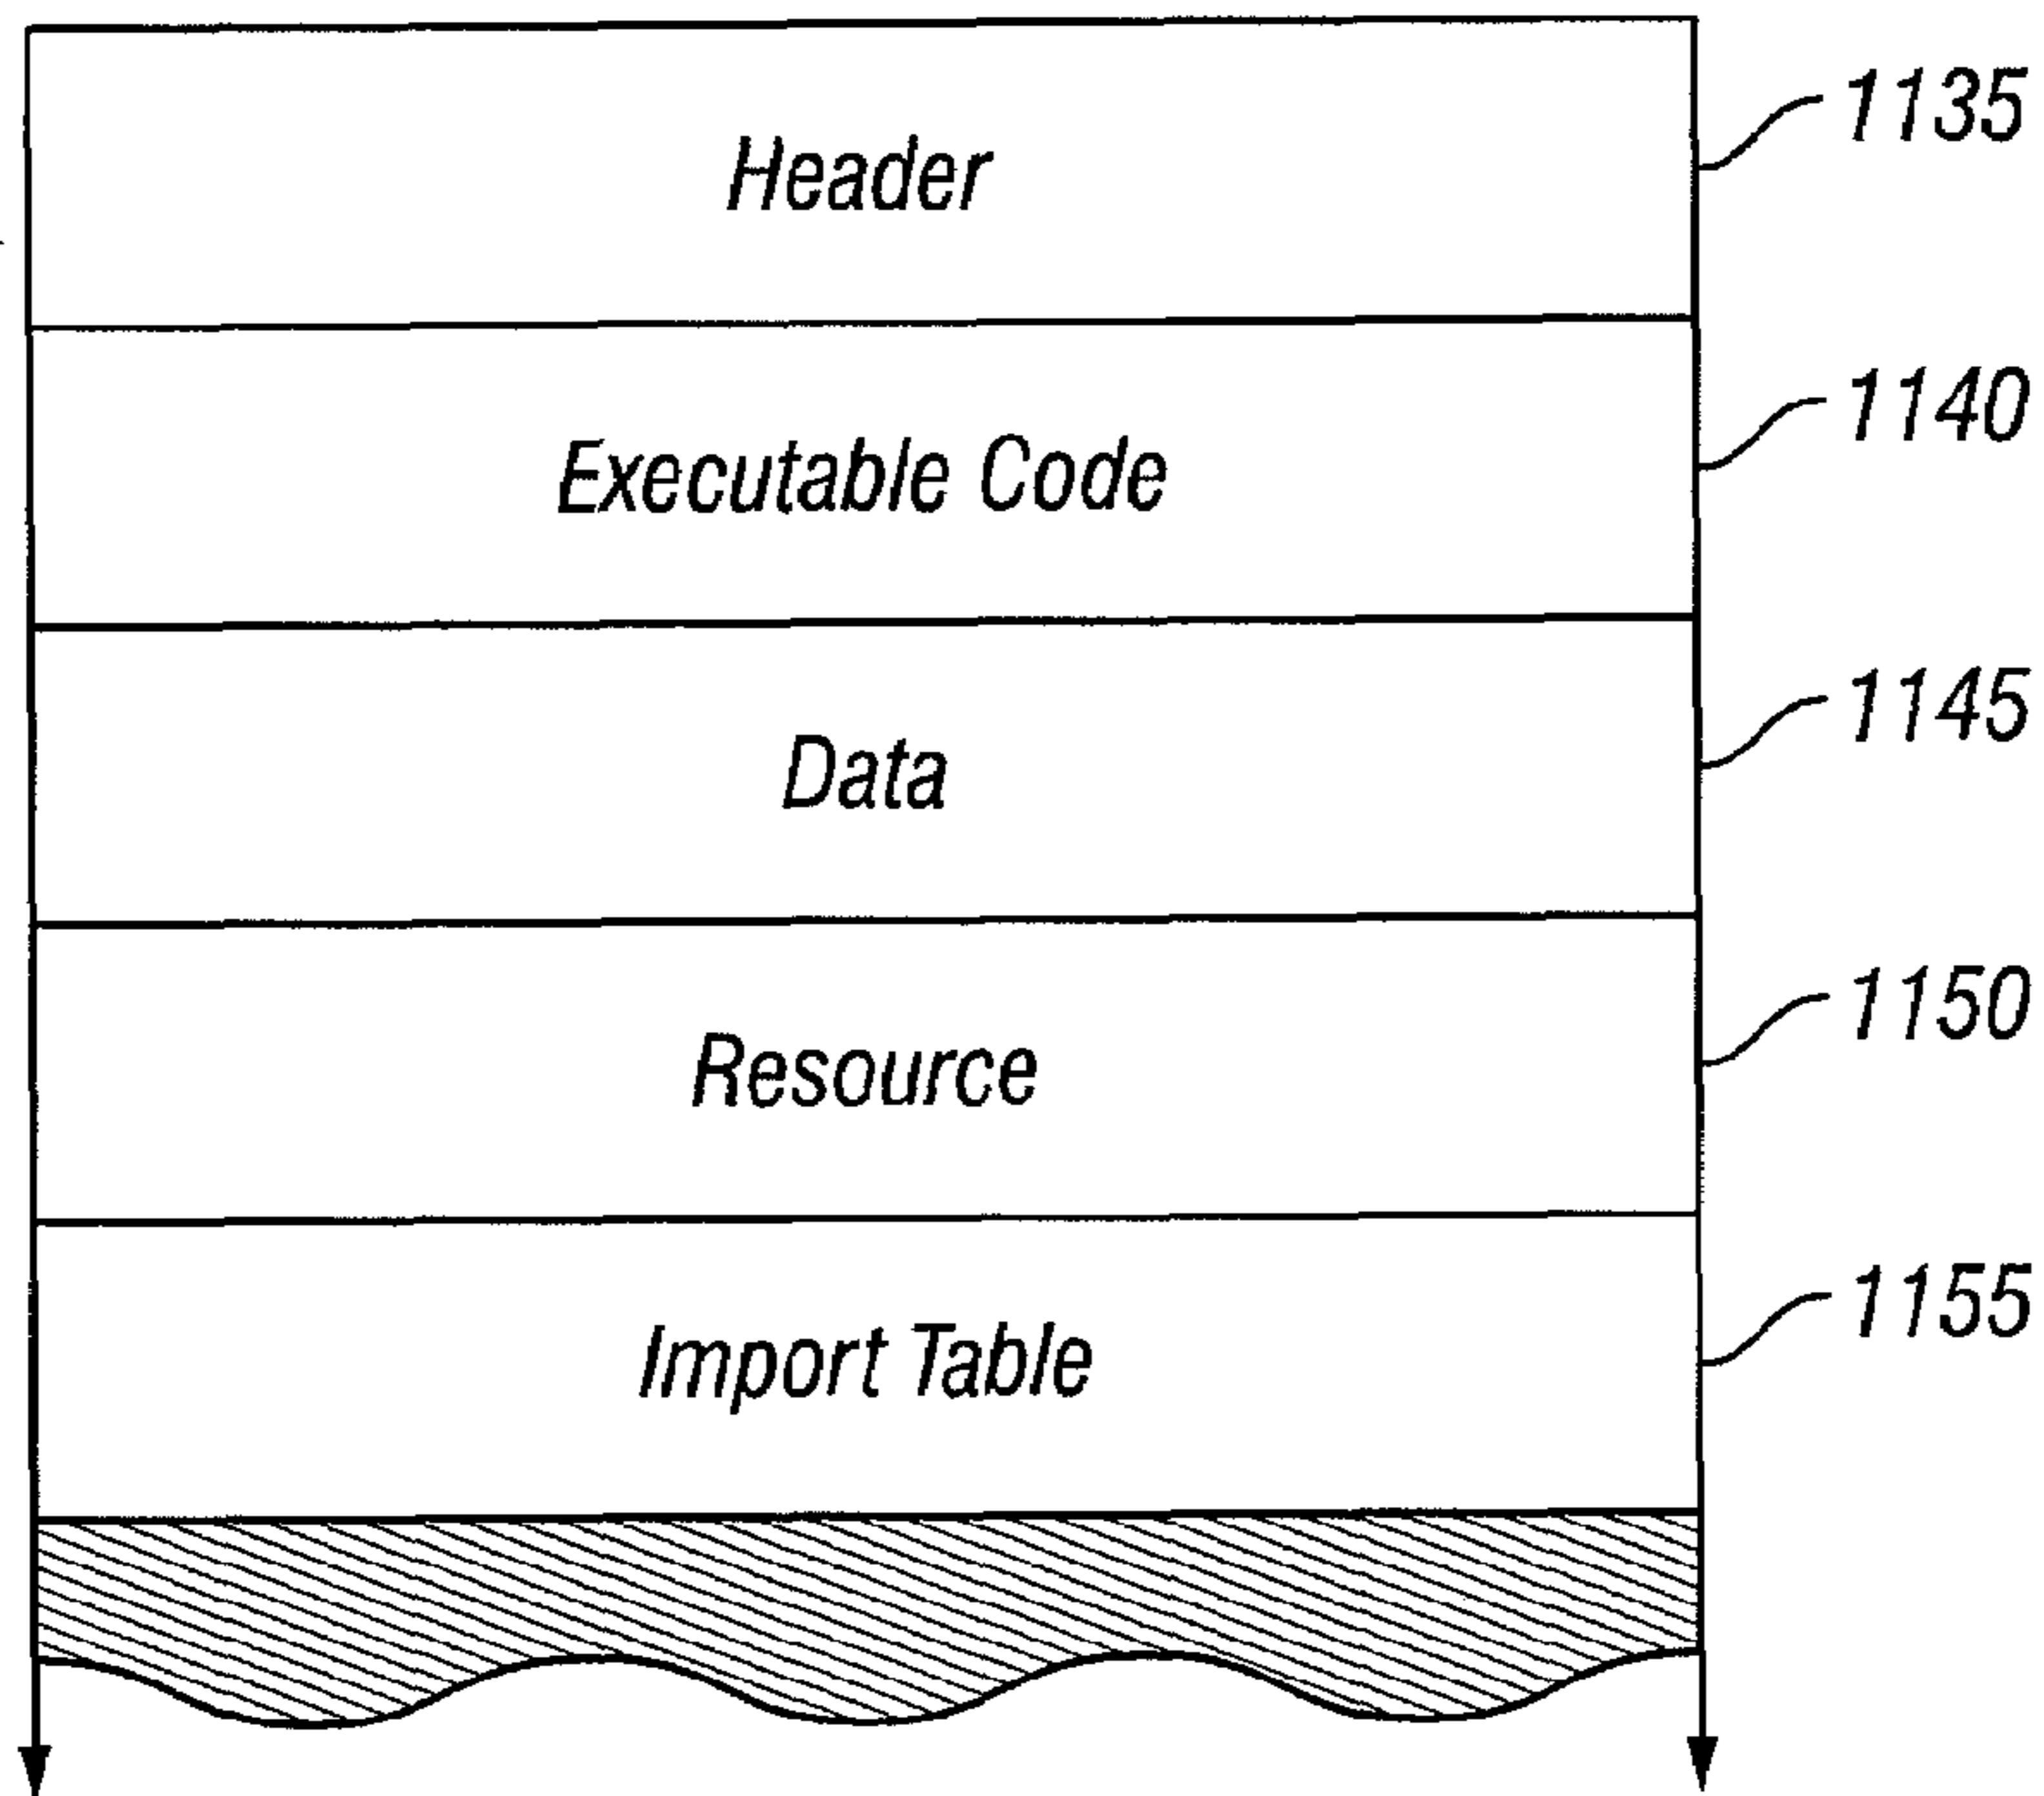 Header
1135
Executable Code
1140
Data
1145
Resource
1150
Import Table
1155